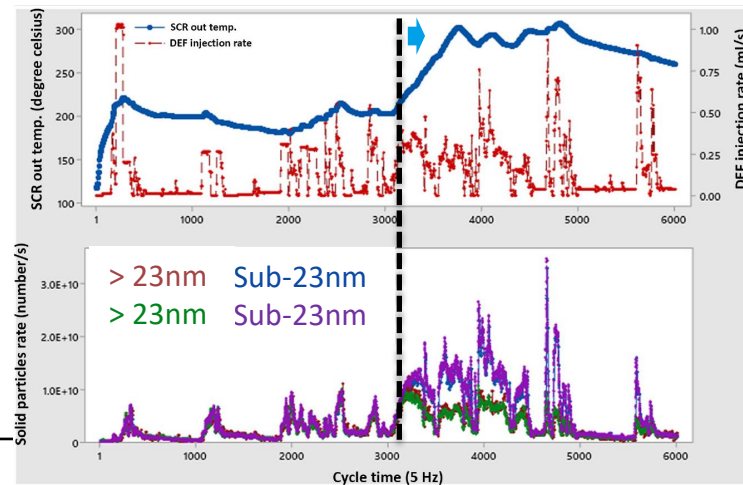 SCR out temp.
DEF injection rate
SCR out temp. (degree celsius)
300
250
200
150
100
DEF injection rate (ml/s)
1.00
0.75
0.50
0.25
0.00
1
1000
2000
3000
4000
5000
6000
> 23nm Sub-23nm
> 23nm Sub-23nm
Solid particles rate (number/s)
3.0E+10
2.0E+10
1.0E+10
0
1
1000
2000
3000
4000
5000
6000
Cycle time (5 Hz)